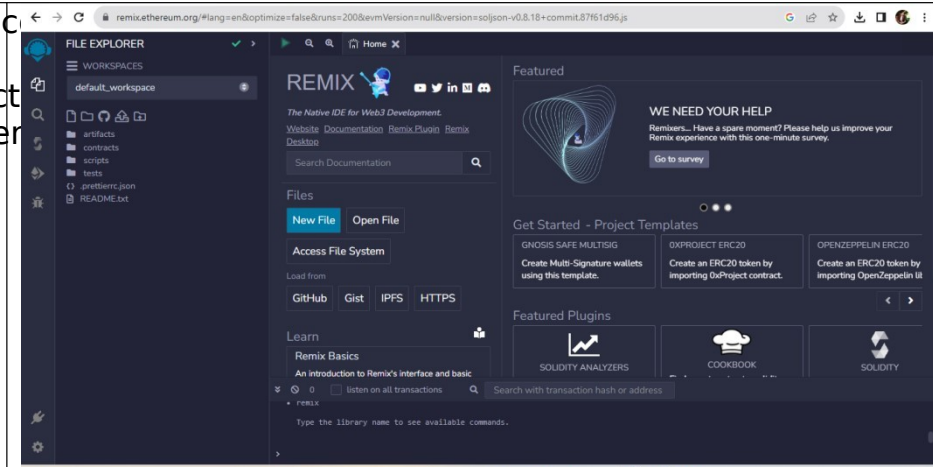 remix.ethereum.org/#lang=en&optimize=false&runs=200&evmVersion=null&version=soljson-v0.8.18+commit.87f61d96.js
FILE EXPLORER
WORKSPACES
default_workspace
artifacts
contracts
scripts
tests
.prettierrc.json
README.txt
Home
REMIX
The Native IDE for Web3 Development.
Website Documentation Remix Plugin Remix
Desktop
Search Documentation
Files
New File Open File
Access File System
Load from
GitHub Gist IPFS HTTPS
Learn
Remix Basics
An introduction to Remix's interface and basic
Featured
WE NEED YOUR HELP
Remixers... Have a spare moment? Please help us improve your
Remix experience with this one-minute
survey.
Go to survey
Get Started - Project Templates
GNOSIS SAFE MULTISIG
Create Multi-Signature wallets
using this template.
0XPROJECT ERC20
Create an ERC20 token by
importing 0xProject contract.
OPENZEPPELIN ERC20
Create an ERC20 token by
importing OpenZeppelin lib
Featured Plugins
SOLIDITY ANALYZERS
COOKBOOK
SOLIDITY
0 listen on all transactions Search with transaction hash or address
remix
Type the library name to see available commands.
>